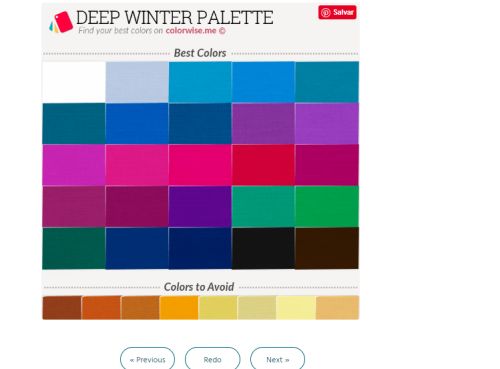 DEEP WINTER PALETTE
Salvar
Find your best colors on colorwise.me ©
Best Colors
Colors to Avoid
« Previous
Redo
Next »